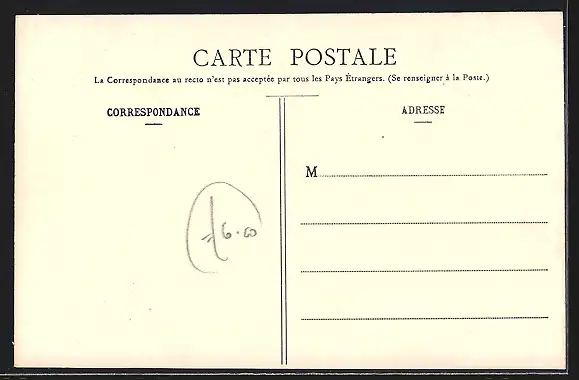 CARTE POSTALE
La Correspondance au recto n'est pas acceptée par tous les Pays Étrangers. (Se renseigner à la Poste.)
CORRESPONDANCE
ADRESSE
M